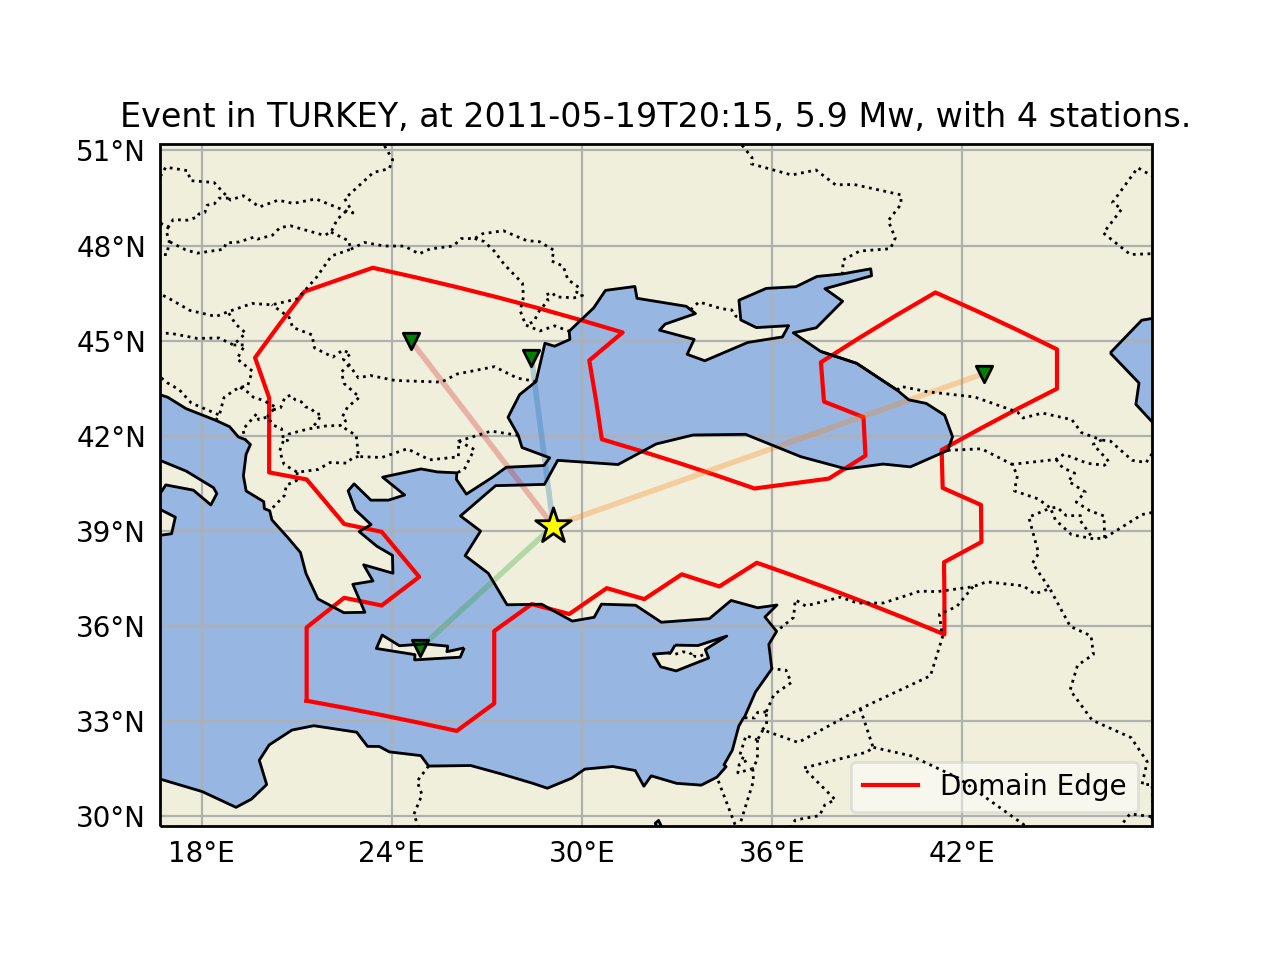 Event in TURKEY, at 2011-05-19T20:15, 5.9 Mw, with 4 stations.
51°N
48°N
45°N
42°N
39°N
36°N
33°N
30°N
Domain Edge
18°E 24°E 30°E 36°E 42°E